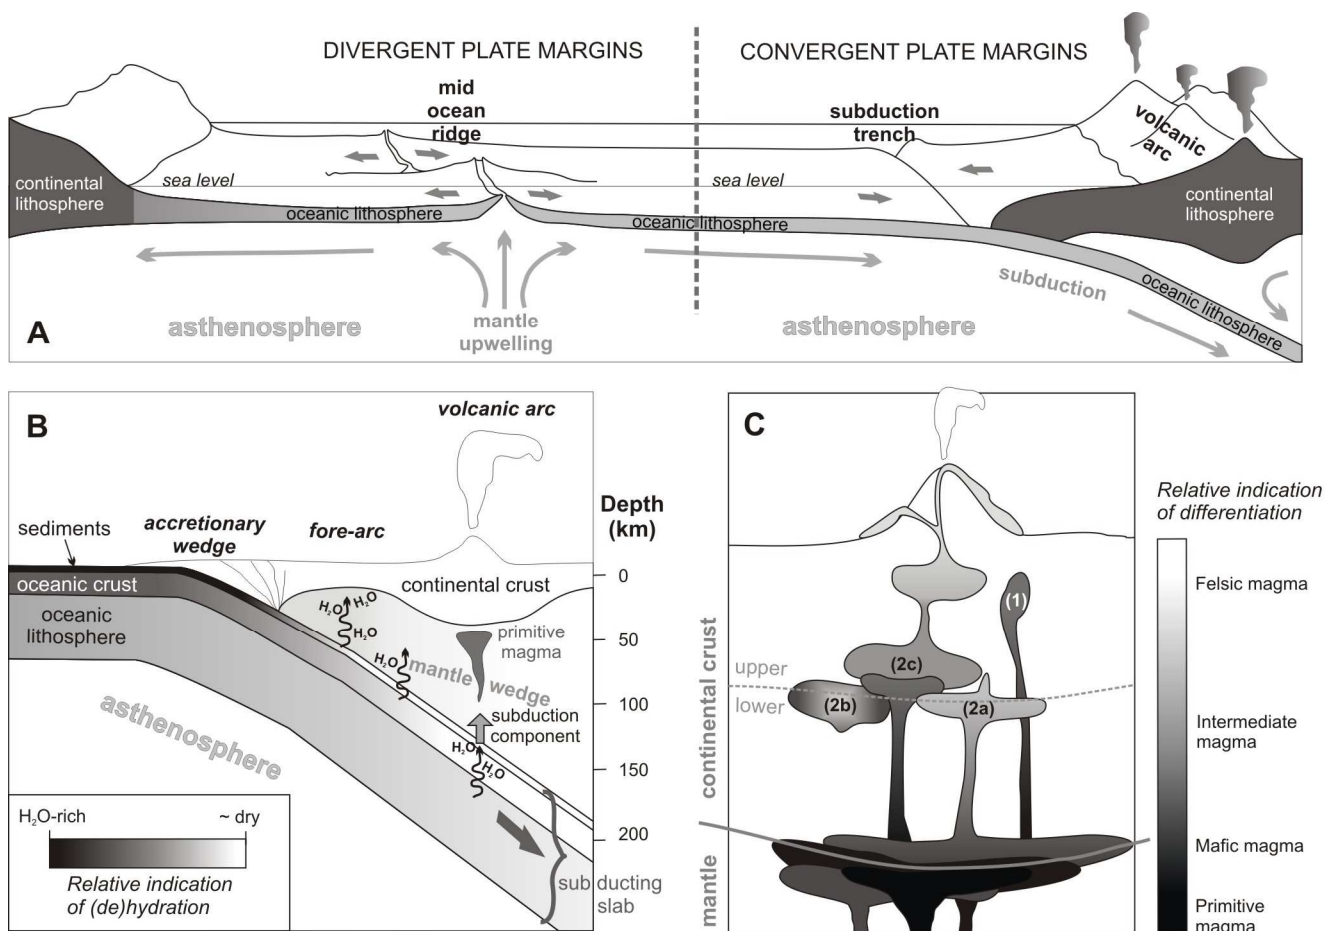 DIVERGENT PLATE MARGINS
CONVERGENT PLATE MARGINS
mid
ocean
ridge
subduction
trench
volcanic
arc
continental
lithosphere
sea level
oceanic lithosphere
sea level
oceanic lithosphere
continental
lithosphere
subduction
oceanic lithosphere
asthenosphere
mantle
upwelling
asthenosphere
A
B
volcanic arc
Depth
(km)
sediments
accretionary
wedge
fore-arc
oceanic crust
continental crust
0
oceanic
lithosphere
H₂O
H₂O
H₂O
primitive
magma
50
H₂O
mantle wedge
100
subduction
component
asthenosphere
H₂O
H₂O
150
200
subducting
slab
H₂O-rich
~ dry
Relative indication
of (de)hydration
C
Relative indication
of differentiation
Felsic magma
(1)
(2c)
upper
lower
(2b)
(2a)
continental crust
Intermediate
magma
Mafic magma
mantle
Primitive
magma